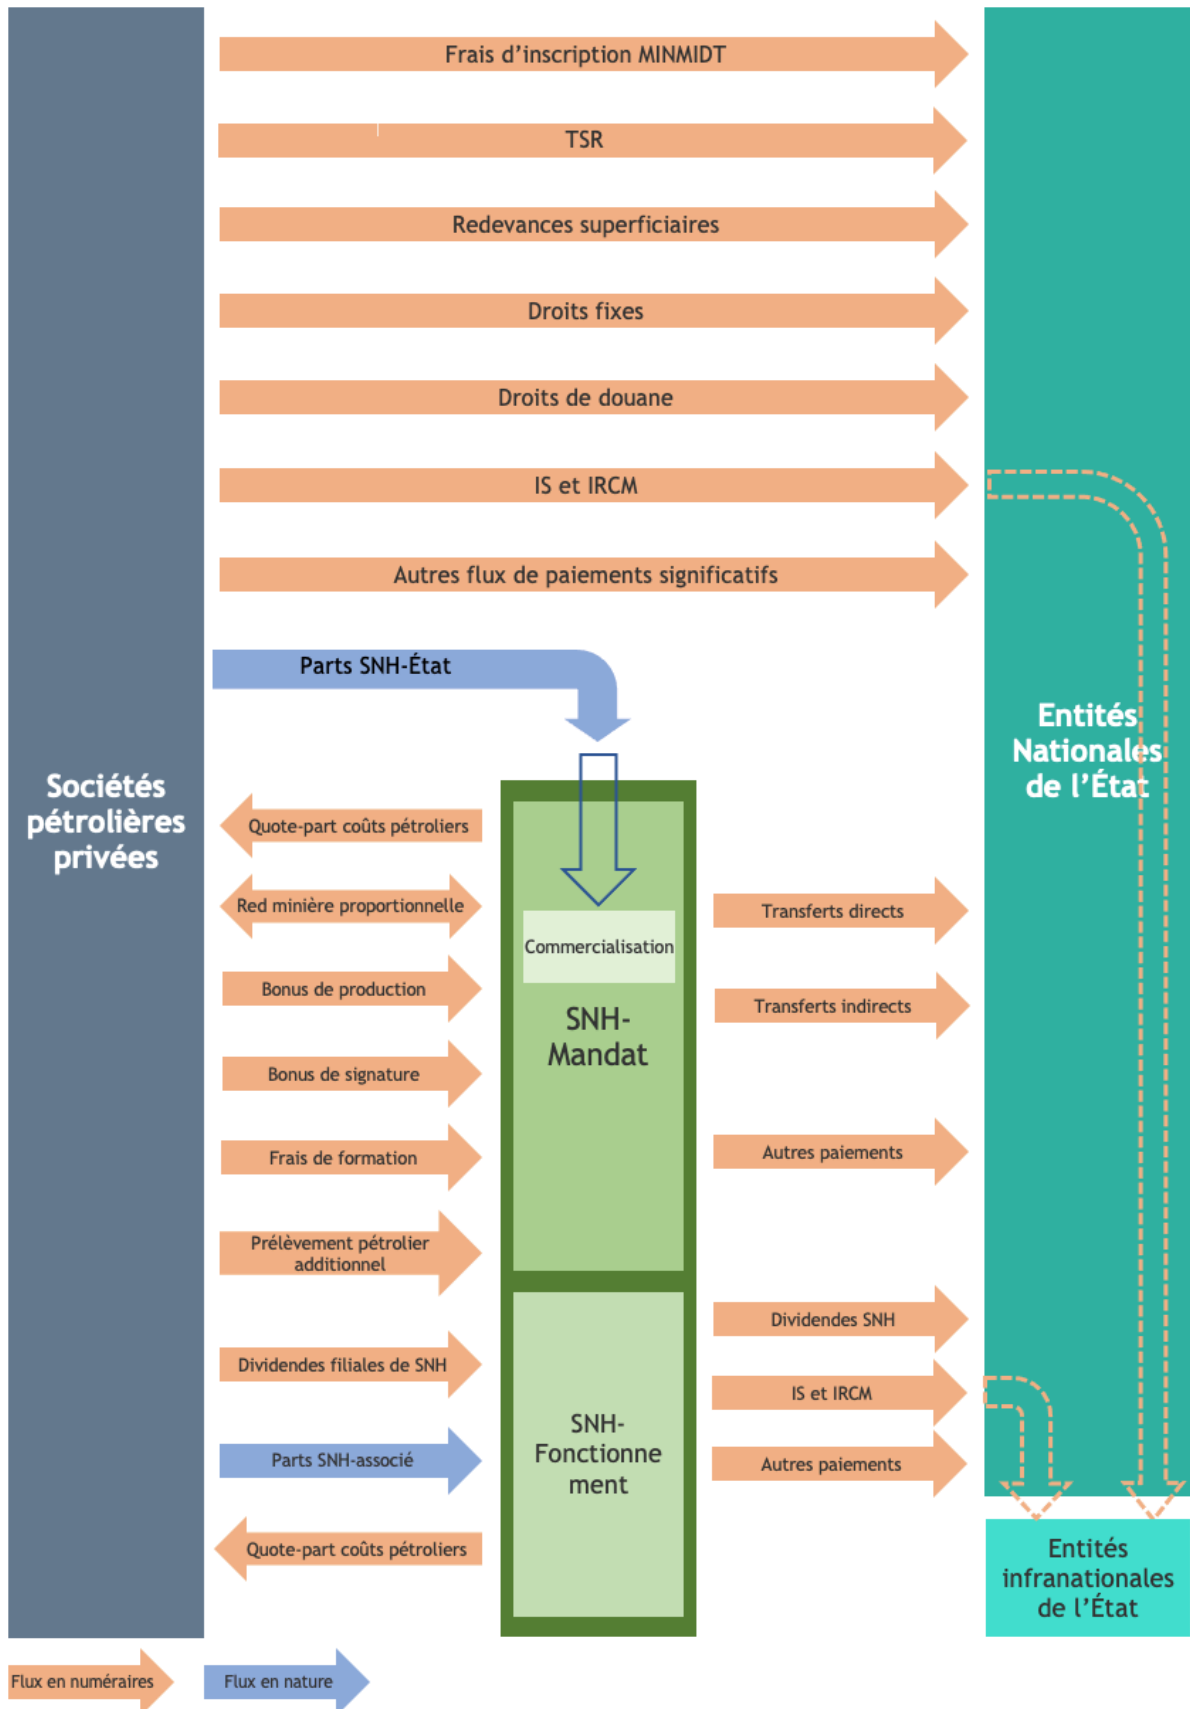 Frais d’inscription MINMIDT
TSR
Redevances superficiaires
Droits fixes
Droits de douane
IS et IRCM
Autres flux de paiements significatifs
Parts SNH-État
Sociétés
pétrolières
privées
Entités
Nationales
de l’État
Quote-part coûts pétroliers
Red minière proportionnelle
Bonus de production
Bonus de signature
Frais de formation
Prélèvement pétrolier
additionnel
Dividendes filiales de SNH
Parts SNH-associé
Quote-part coûts pétroliers
Commercialisation
SNH-
Mandat
SNH-
Fonctionne
ment
Transferts directs
Transferts indirects
Autres paiements
Dividendes SNH
IS et IRCM
Autres paiements
Entités
infranationales
de l’État
Flux en numéraires
Flux en nature